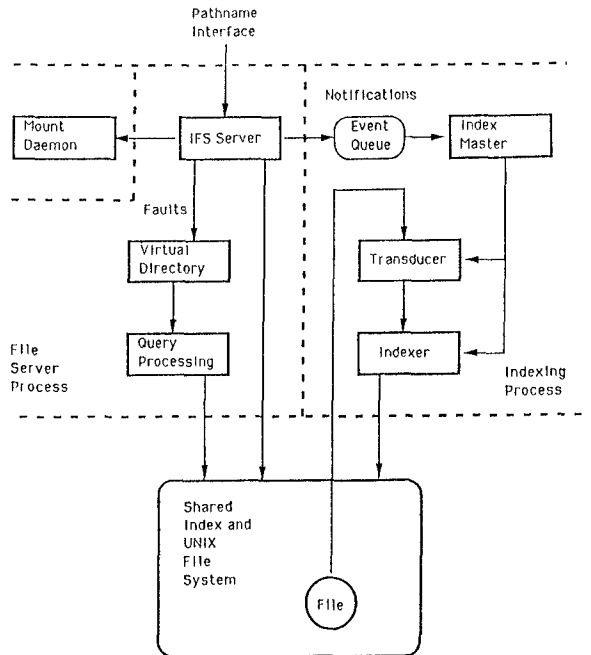 Pathname
Interface
Notifications
Mount
Daemon
IFS Server
Event
Queue
Index
Master
Faults
Virtual
Directory
Transducer
Query
Processing
Indexer
File
Server
Process
Indexing
Process
Shared
Index and
UNIX
File
System
File